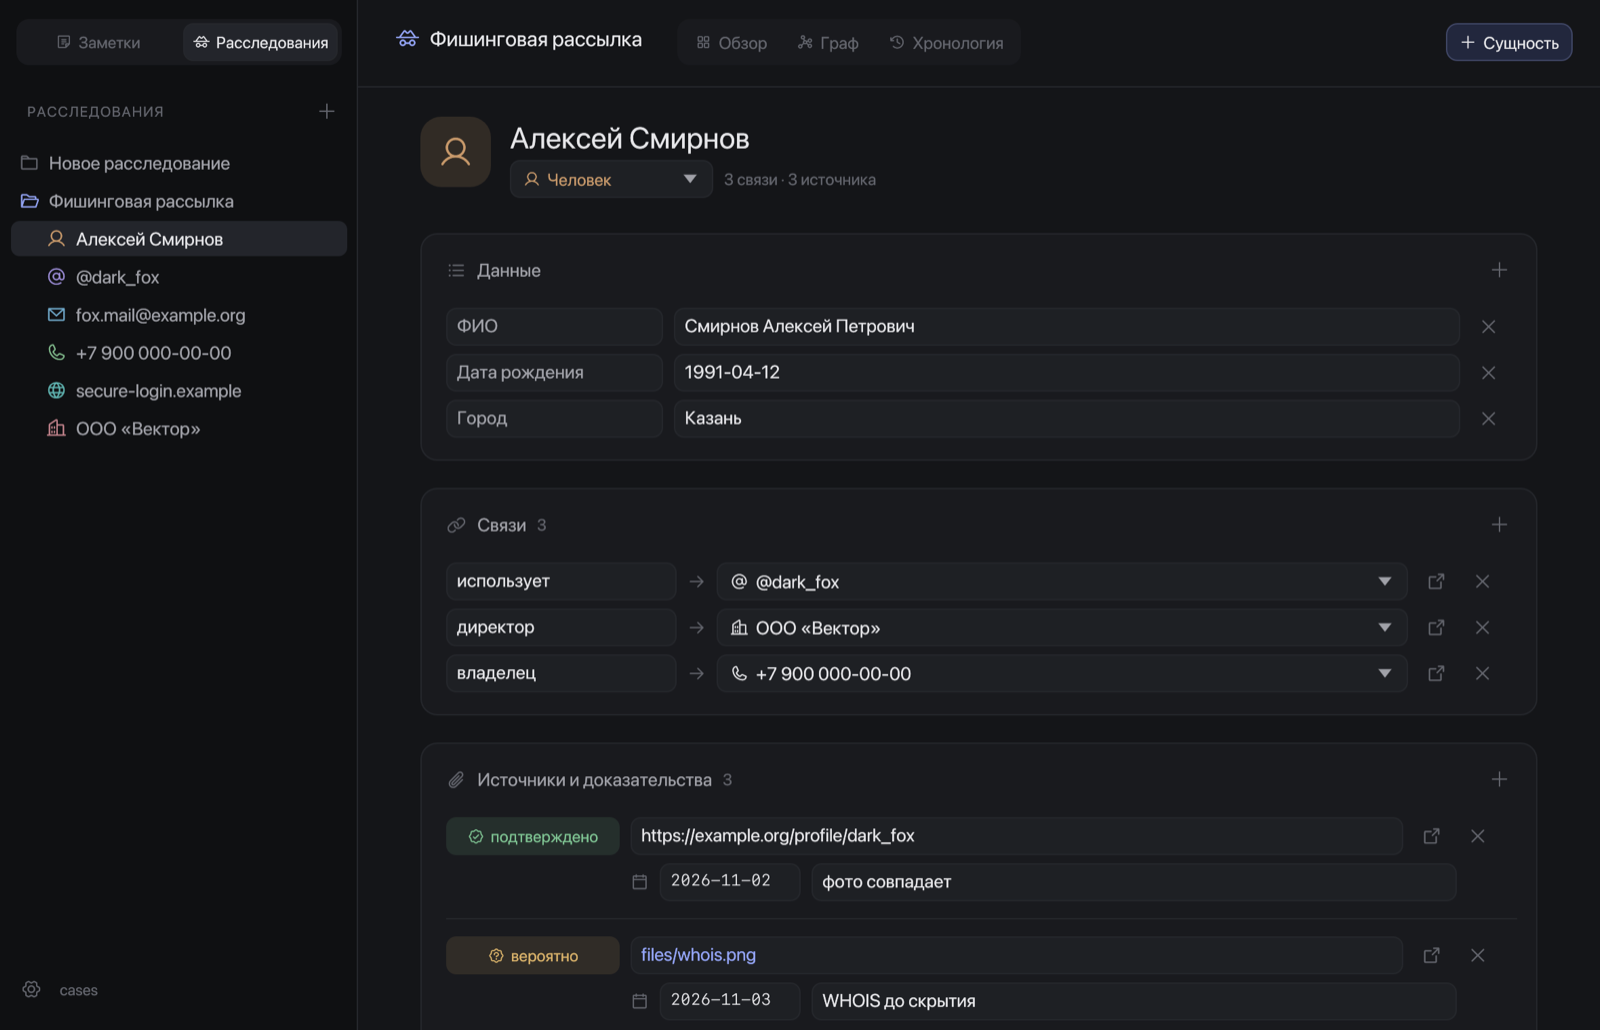 Заметки
Расследования
РАССЛЕДОВАНИЯ
Новое расследование
Фишинговая рассылка
Алексей Смирнов
@dark_fox
fox.mail@example.org
+7 900 000-00-00
secure-login.example
ООО «Вектор»
cases
Фишинговая рассылка
Обзор
Граф
Хронология
+ Сущность
Алексей Смирнов
Человек
3 связи · 3 источника
Данные
ФИО
Смирнов Алексей Петрович
Дата рождения
1991-04-12
Город
Казань
Связи 3
использует → @ @dark_fox
директор → ООО «Вектор»
владелец → +7 900 000-00-00
Источники и доказательства 3
подтверждено
https://example.org/profile/dark_fox
2026-11-02
фото совпадает
вероятно
files/whois.png
2026-11-03
WHOIS до скрытия